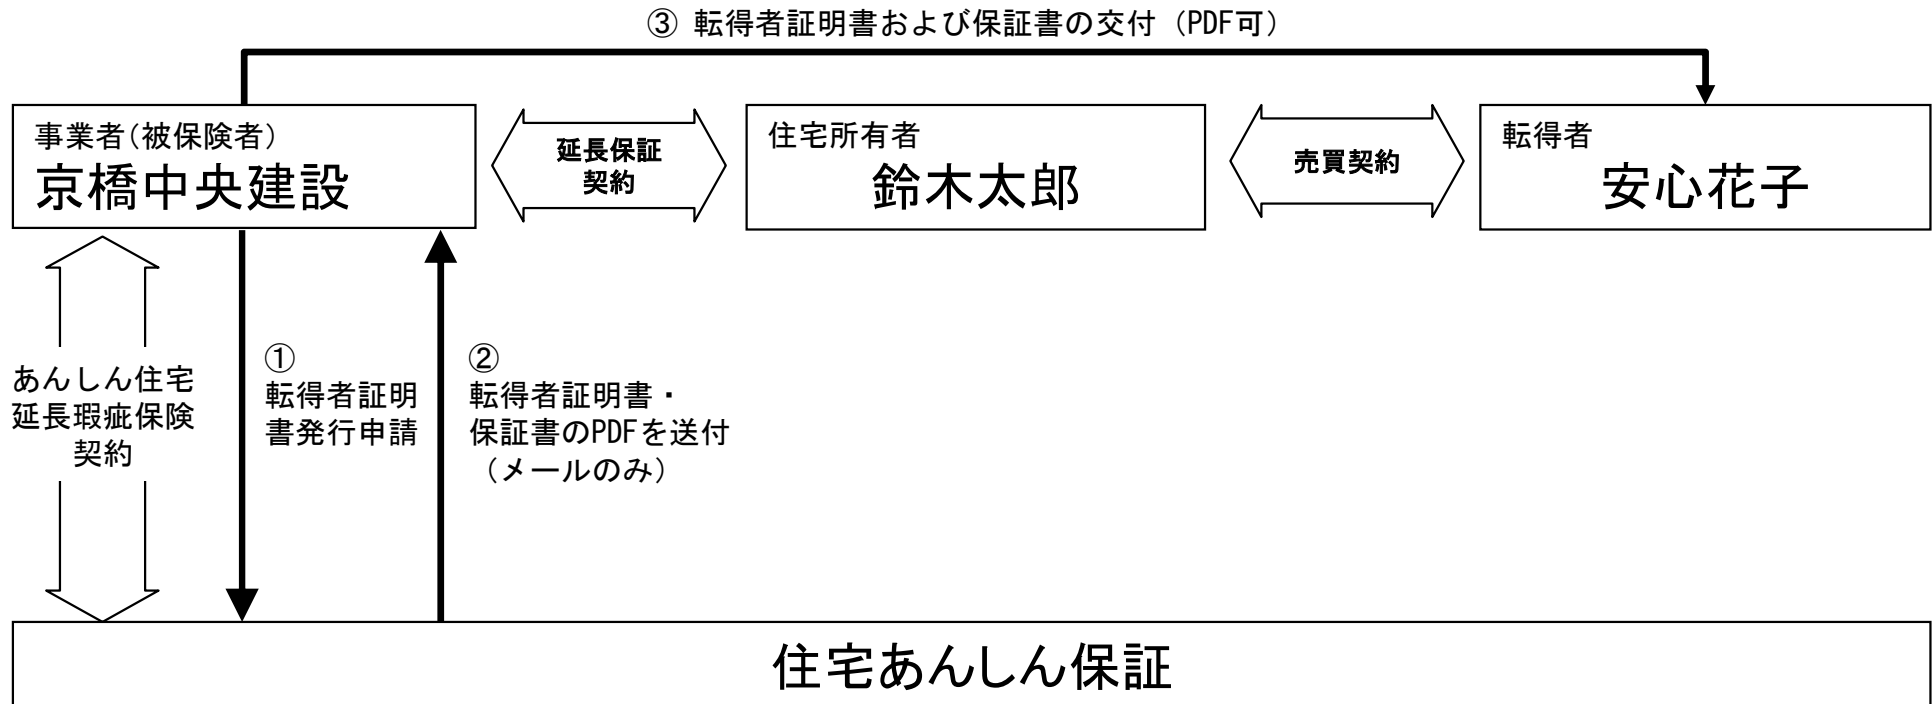 ③ 転得者証明書および保証書の交付（PDF可）
事業者（被保険者）
京橋中央建設
延長保証
契約
住宅所有者
鈴木太郎
売買契約
転得者
安心花子
あんしん住宅
延長瑕疵保険
契約
①
転得者証明
書発行申請
②
転得者証明書・
保証書のPDFを送付
（メールのみ）
住宅あんしん保証